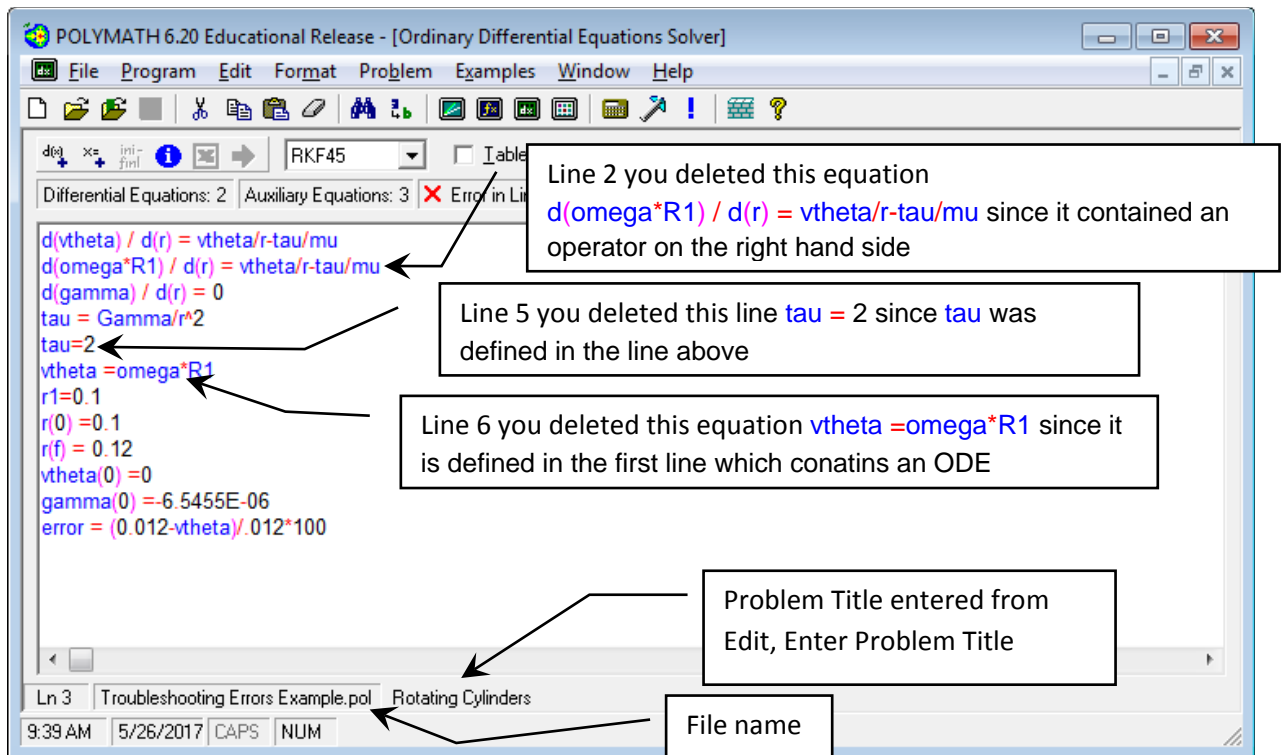 POLYMATH 6.20 Educational Release - [Ordinary Differential Equations Solver]
File Program Edit Format Problem Examples Window Help
d(x) x= ini- finl RKF45 Table
Differential Equations: 2 Auxiliary Equations: 3 Error in Lin
Line 2 you deleted this equation
d(omega*R1) / d(r) = vtheta/r-tau/mu since it contained an
operator on the right hand side
d(vtheta) / d(r) = vtheta/r-tau/mu
d(omega*R1) / d(r) = vtheta/r-tau/mu
d(gamma) / d(r) = 0
tau = Gamma/r^2
tau=2
vtheta =omega*R1
r1=0.1
r(0) =0.1
r(f) = 0.12
vtheta(0) =0
gamma(0) =-6.5455E-06
error = (0.012-vtheta)/.012*100
Line 5 you deleted this line tau = 2 since tau was
defined in the line above
Line 6 you deleted this equation vtheta =omega*R1 since it
is defined in the first line which conatins an ODE
Problem Title entered from
Edit, Enter Problem Title
Ln 3 Troubleshooting Errors Example.pol Rotating Cylinders
File name
9:39 AM 5/26/2017 CAPS NUM